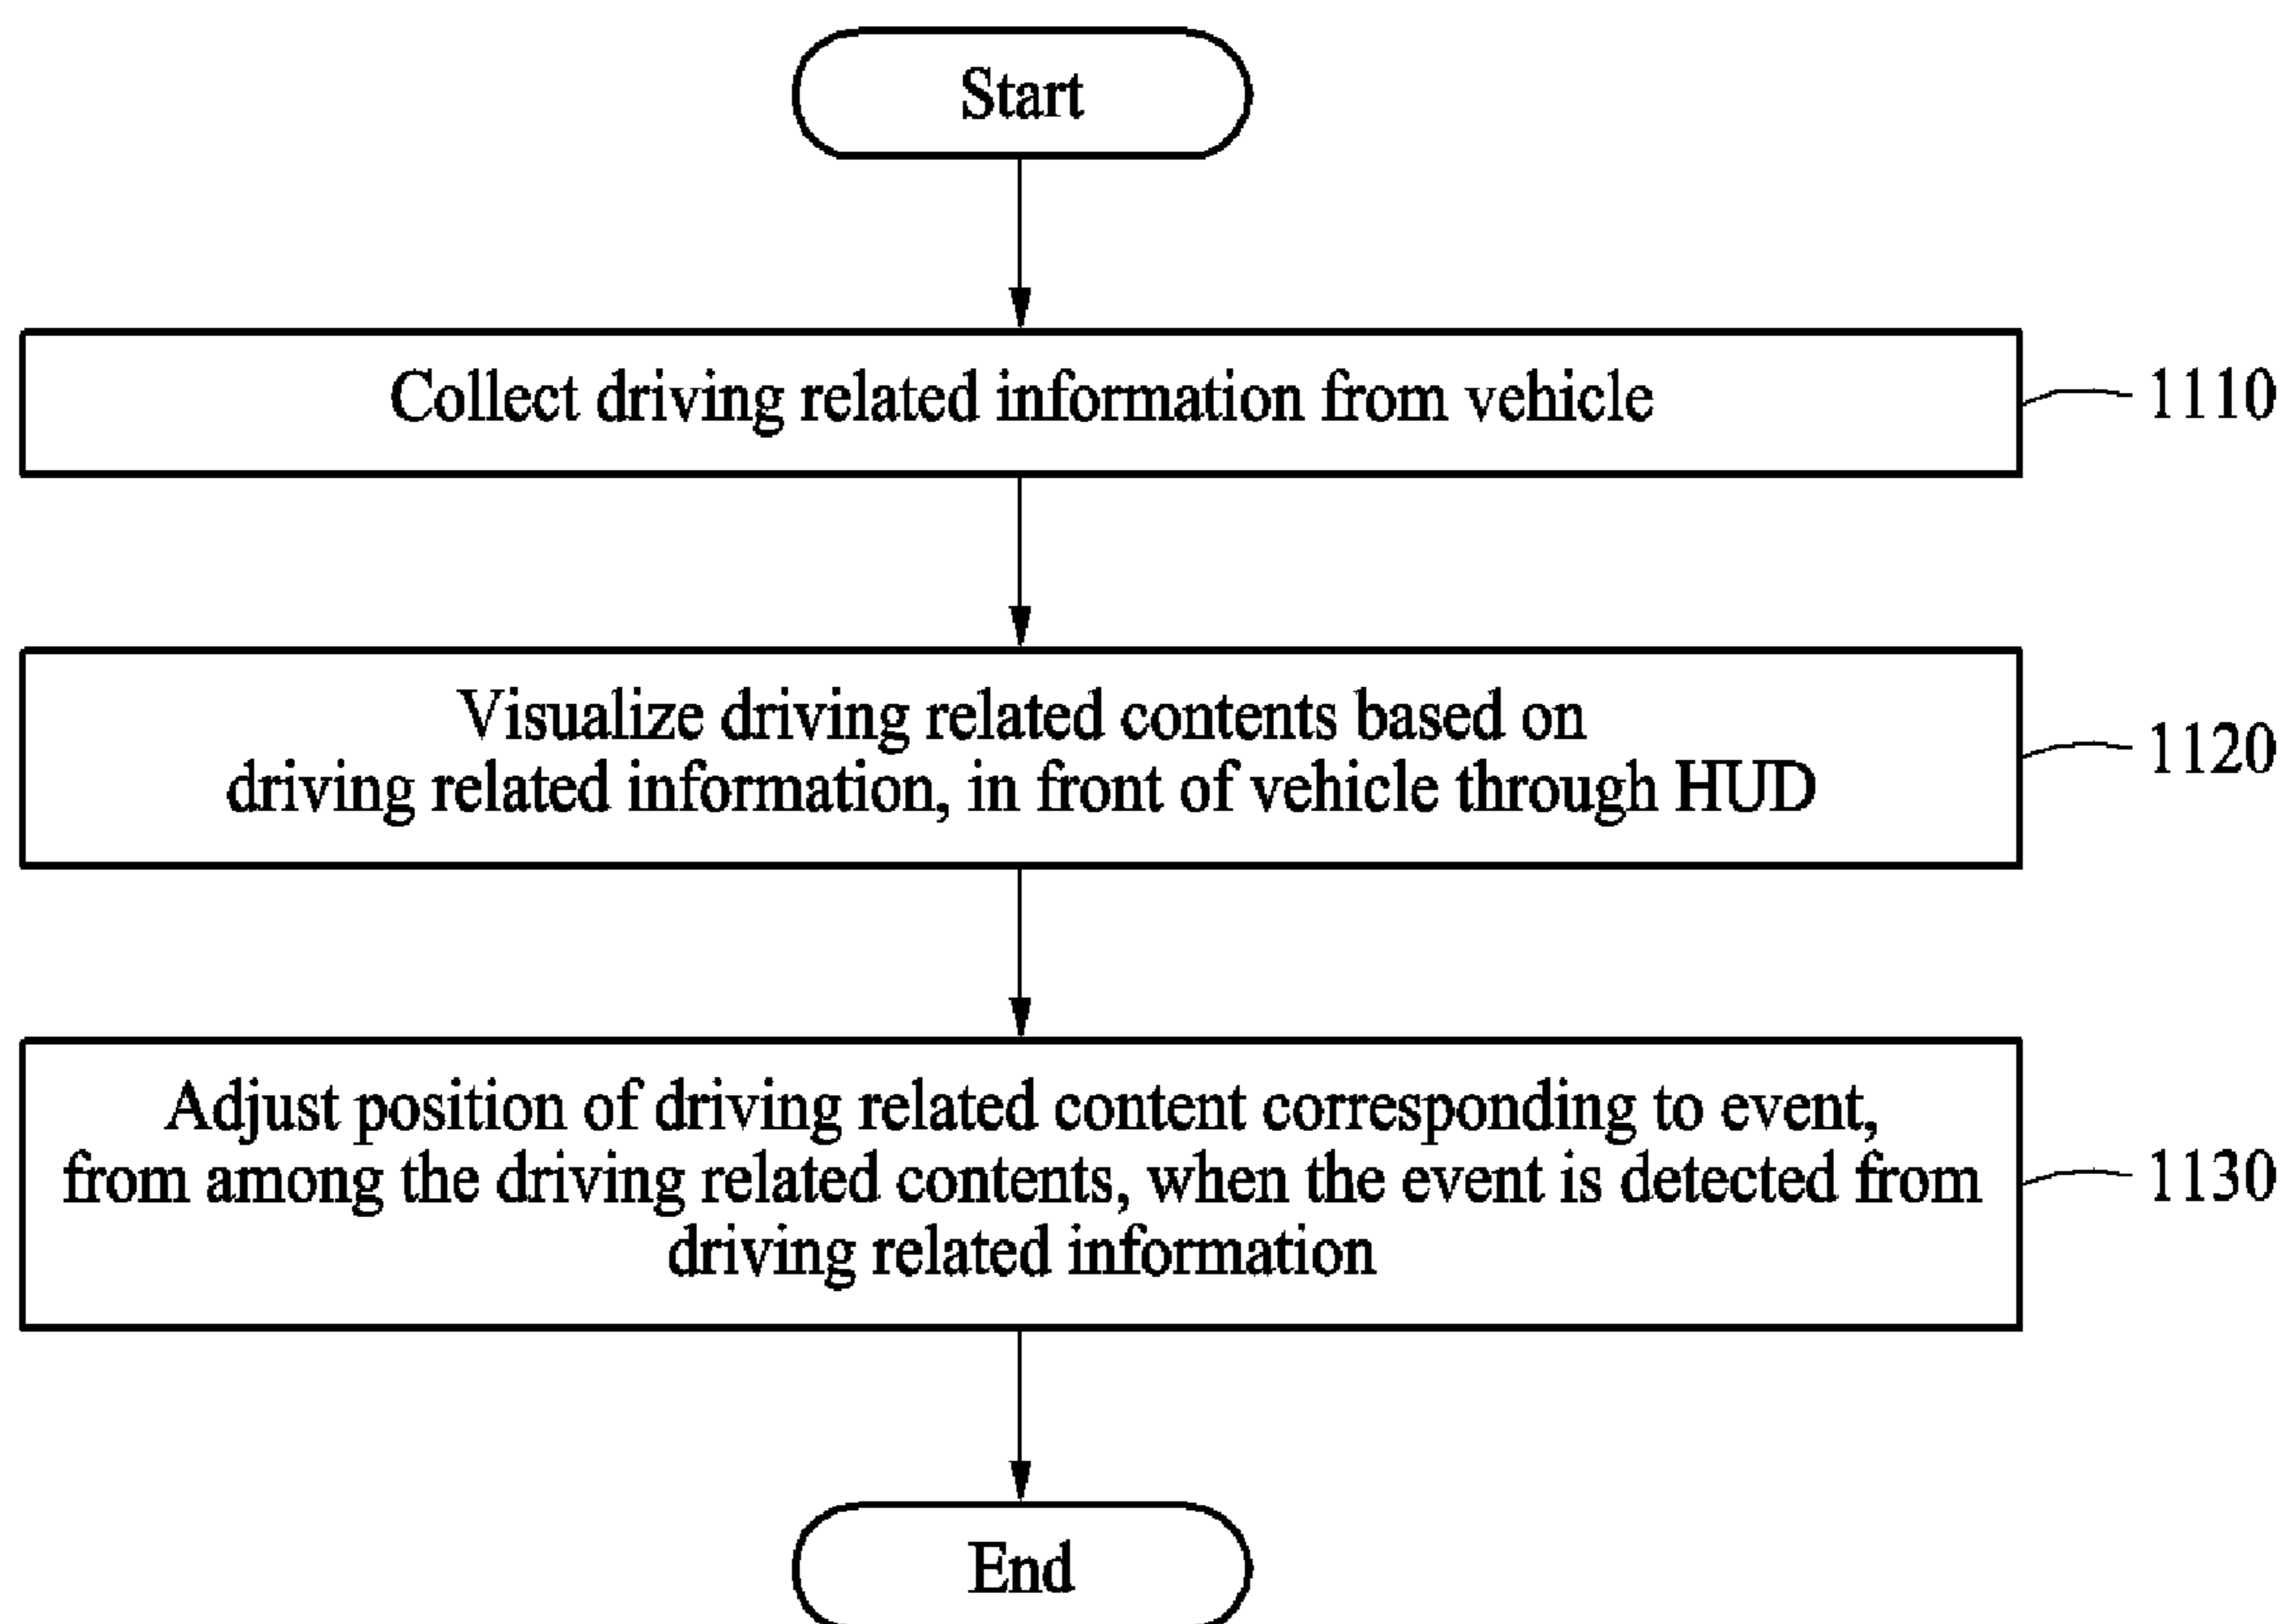 Start
Collect driving related information from vehicle
1110
Visualize driving related contents based on
driving related information, in front of vehicle through HUD
1120
Adjust position of driving related content corresponding to event,
from among the driving related contents, when the event is detected from
driving related information
1130
End